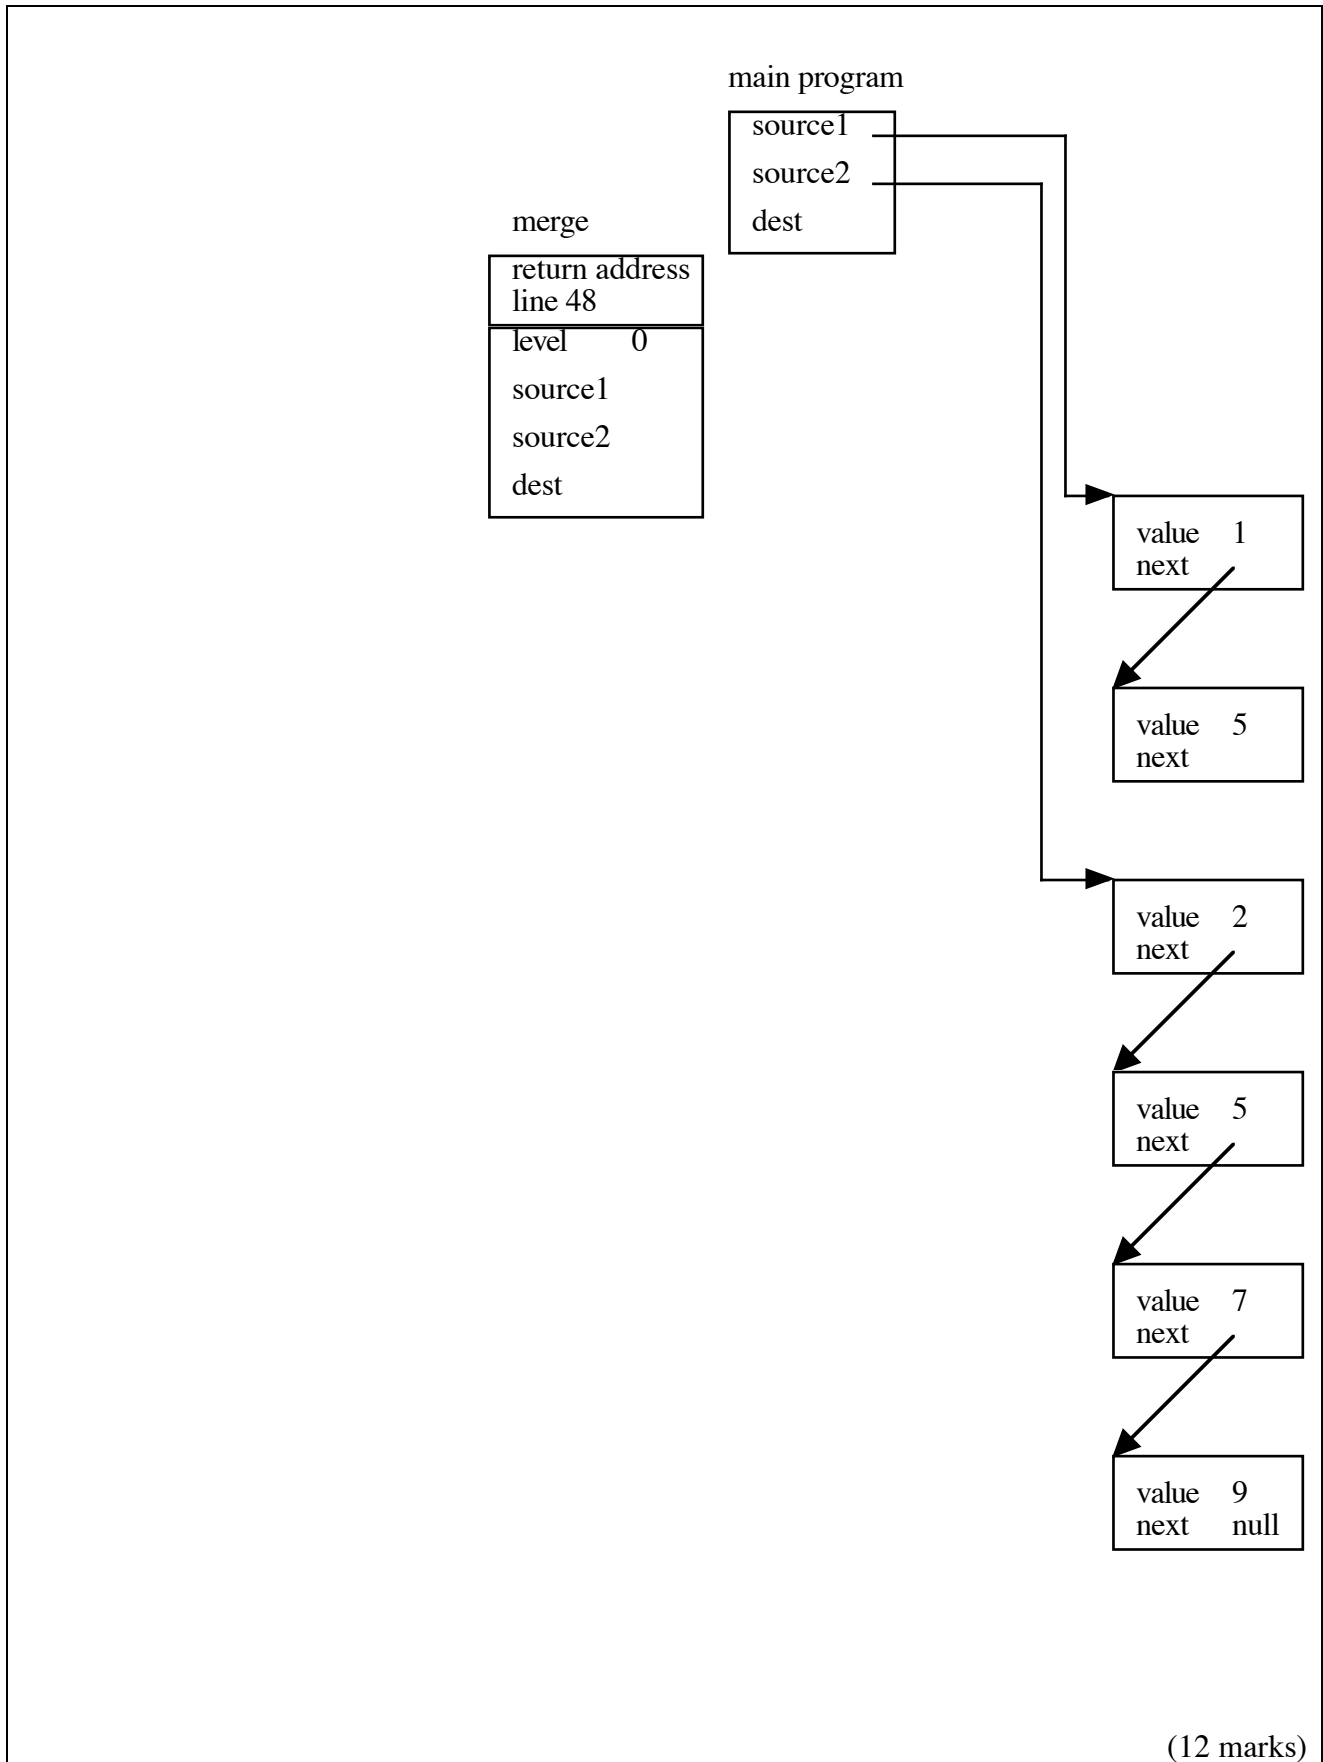 main program
source1
source2
dest
merge
return address
line 48
level 0
source1
source2
dest
value 1
next
value 5
next
value 2
next
value 5
next
value 7
next
value 9
next null
(12 marks)